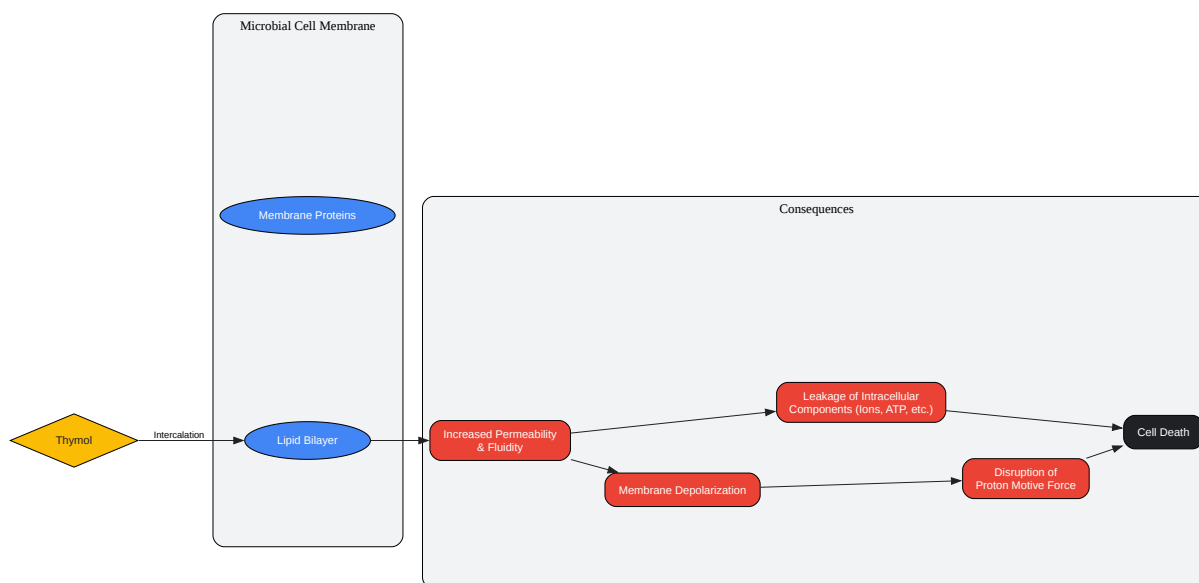 Microbial Cell Membrane
Membrane Proteins
Consequences
Thymol
Intercalation
Lipid Bilayer
Increased Permeability
& Fluidity
Leakage of Intracellular
Components (Ions, ATP, etc.)
Membrane Depolarization
Disruption of
Proton Motive Force
Cell Death